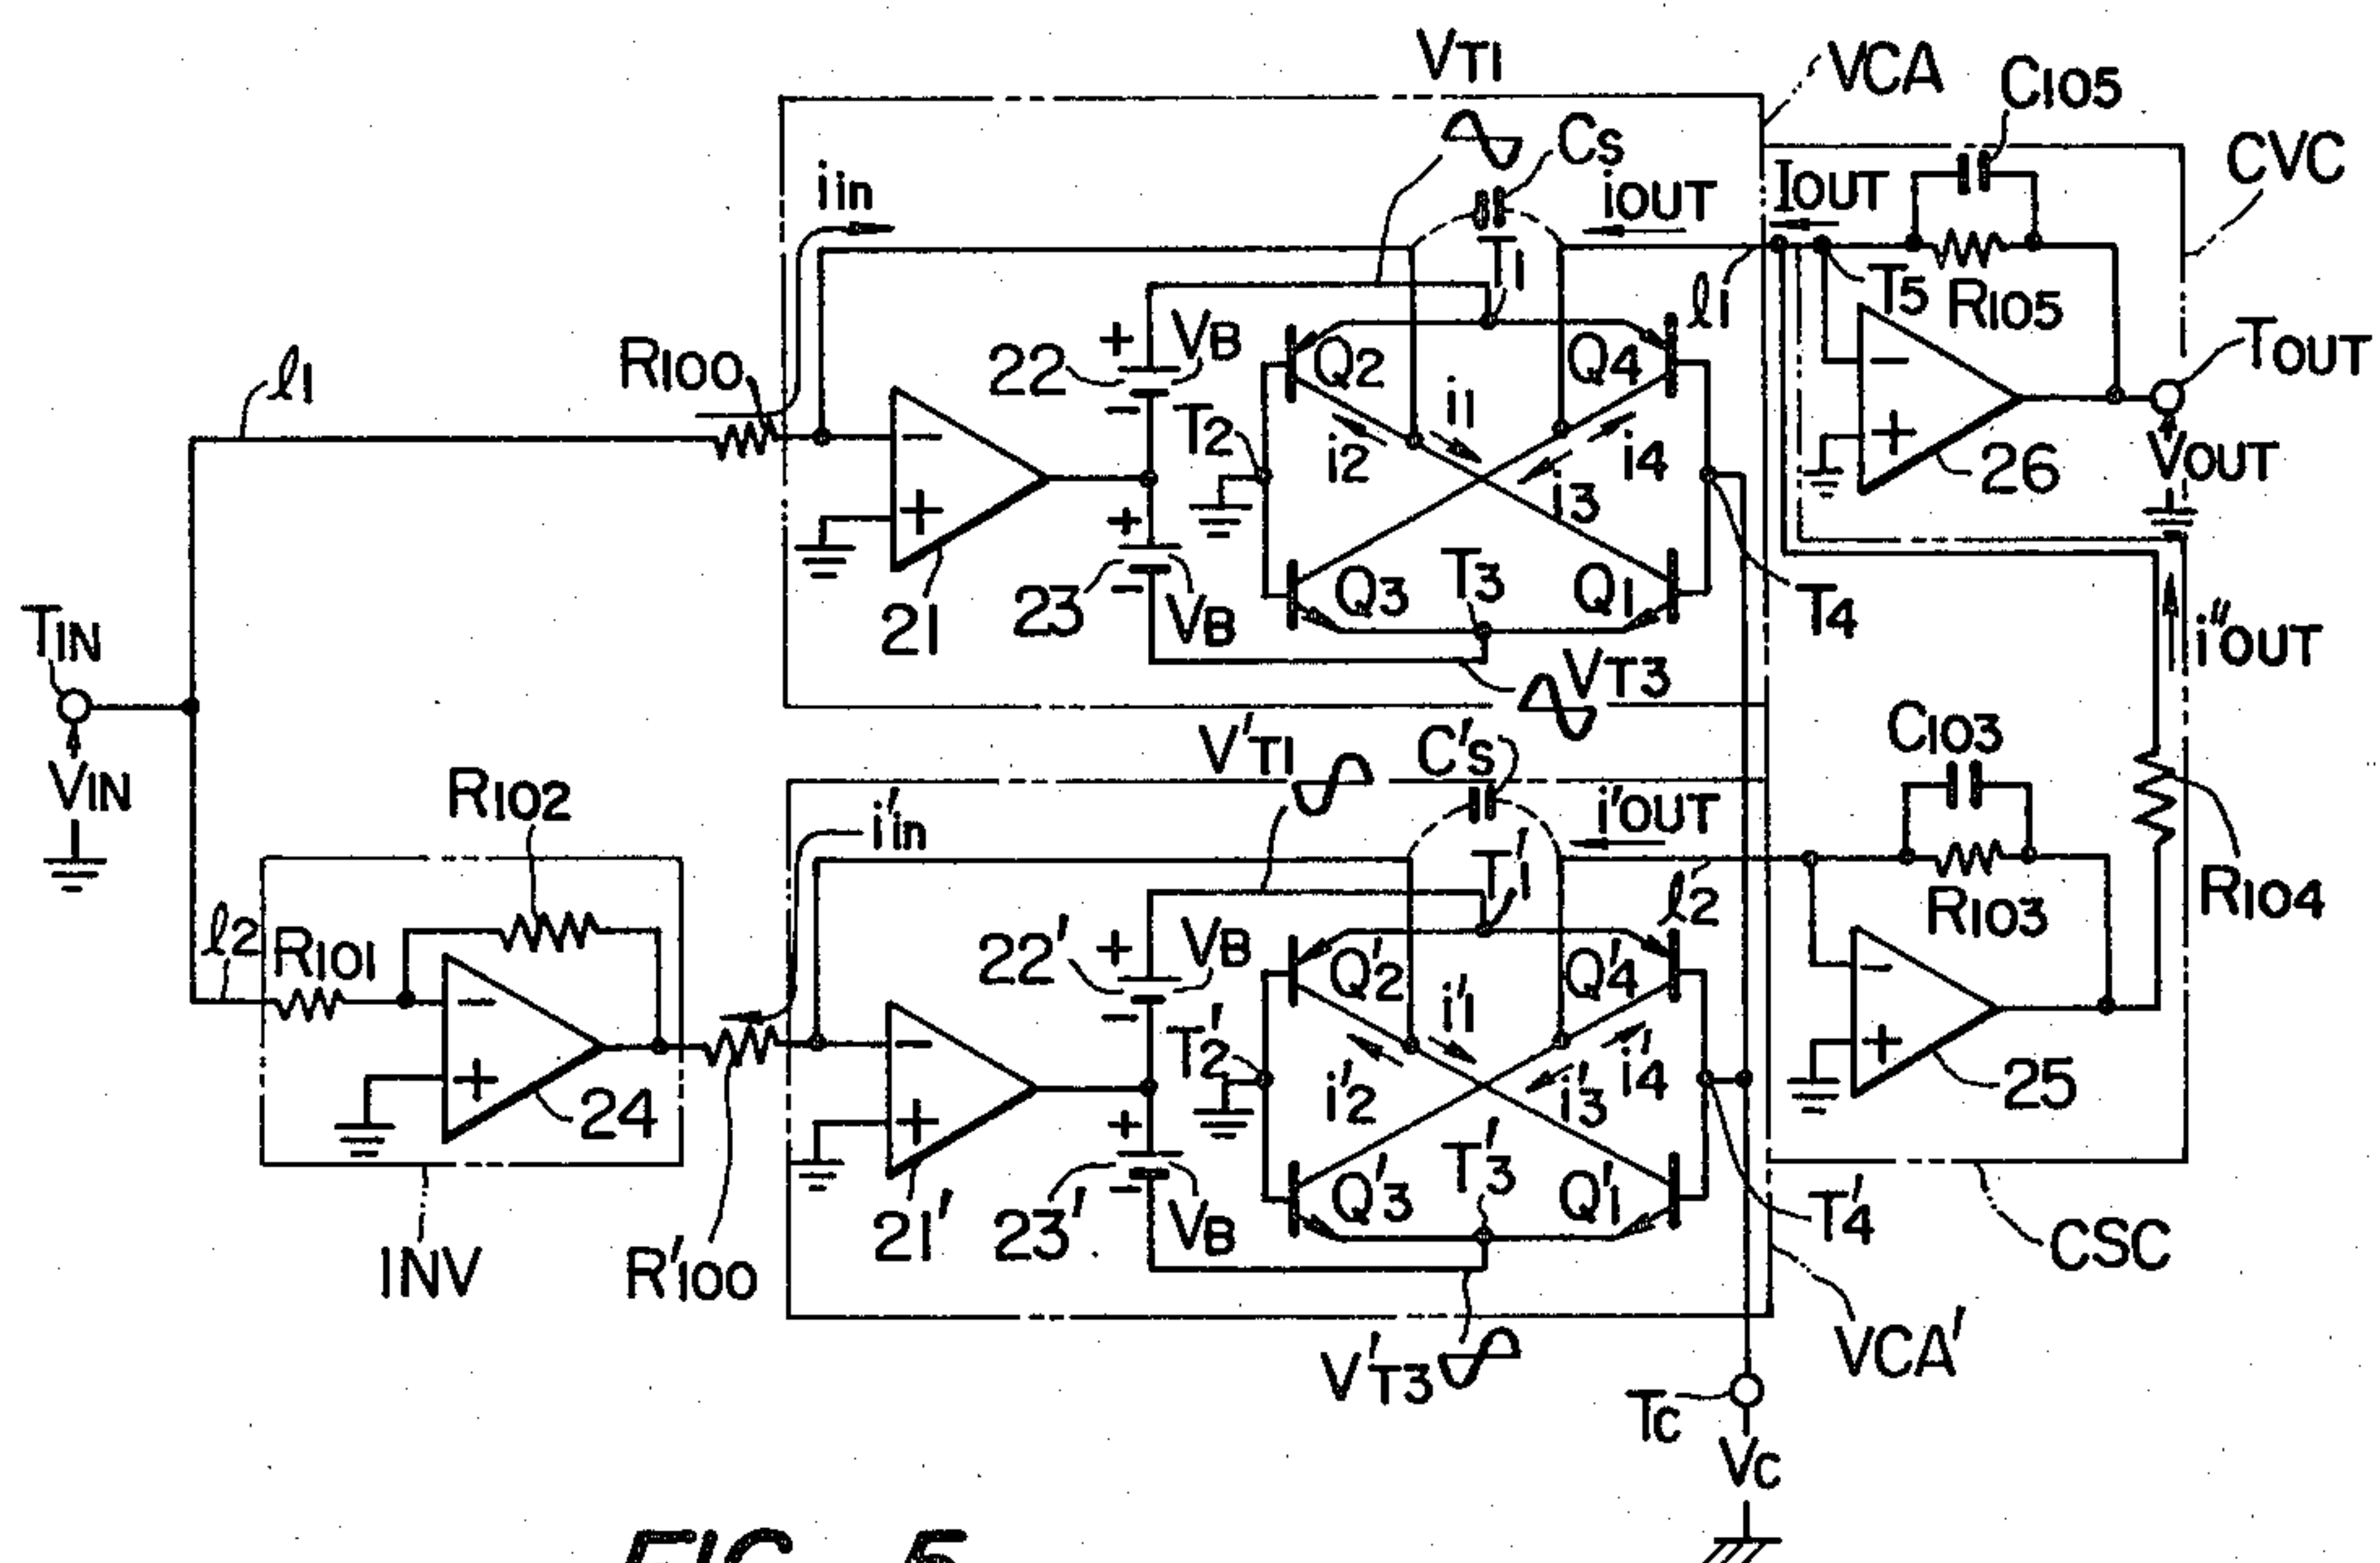 VT1
VCA
C105
CVC
Cs
iin
iOUT
IOUT
T1
T5
R105
l1
TOUT
R100
l1
22
+
VB
−
Q2
Q4
T2
i1
i2
i4
i3
−
+
21
+
23
−
VB
Q3
T3
Q1
T4
−
+
26
VOUT
i''OUT
VT3
TIN
VIN
V'T1
C's
C103
R102
i'in
i'OUT
T'1
l'2
R103
R104
l2
R101
22'
+
VB
−
Q'2
Q'4
T'2
i'1
i'2
i'4
i'3
−
+
24
−
+
21'
+
23'
−
VB
Q'3
T'3
Q'1
T'4
−
+
25
INV
R'100
CSC
V'T3
VCA'
TC
VC
FIG. 5